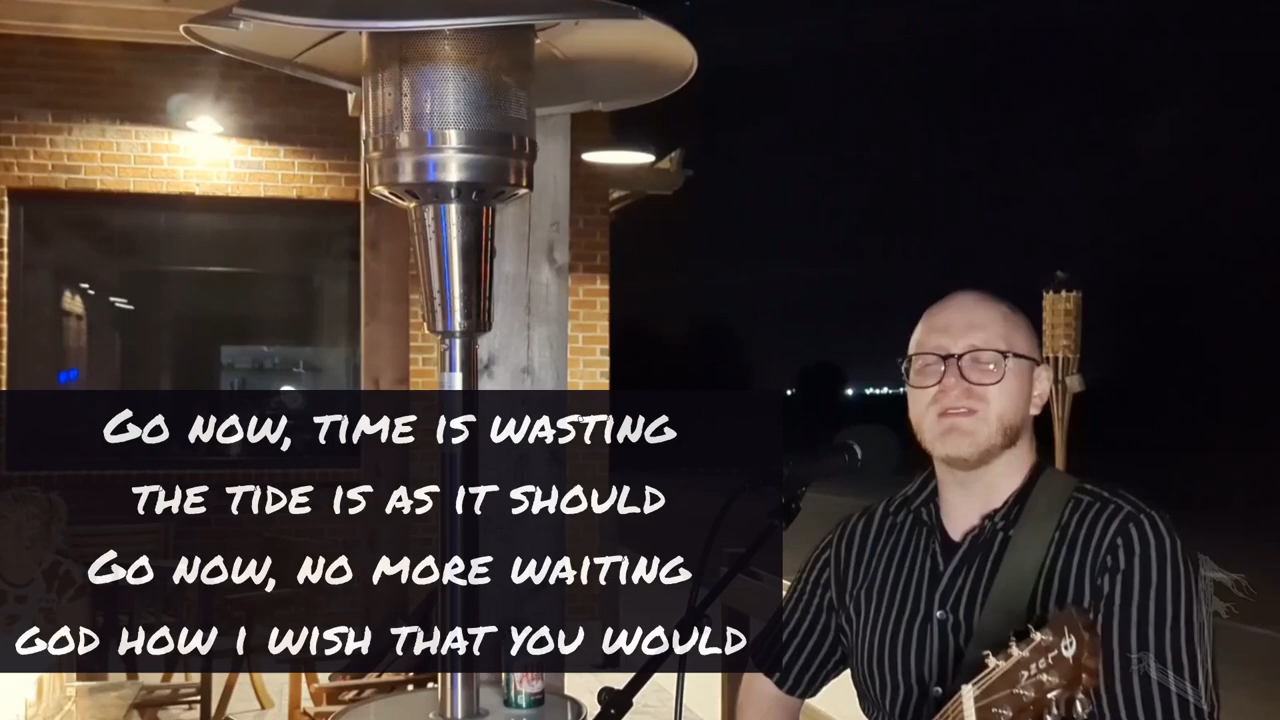 Go now, time is wasting
the tide is as it should
Go now, no more waiting
god how i wish that you would